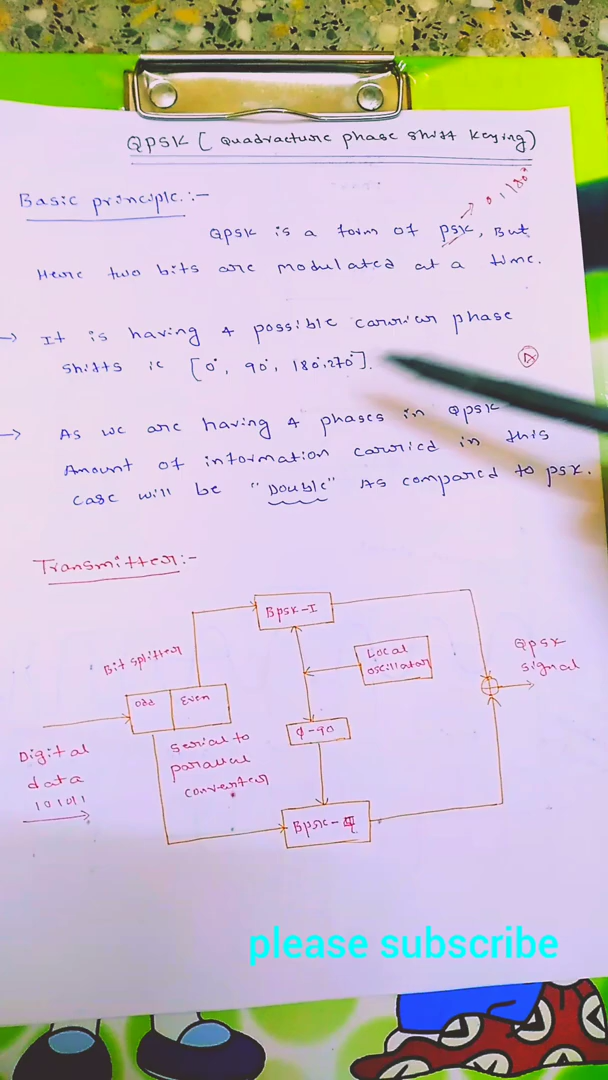 QPSK [ Quadracture phase shift keying)
Basic principle:-
0, 180°
QPSK is a form of psk, But
Here two bits are modulated at a time.
→ It is having 4 possible carrier phase
shifts ie [0°, 90°, 180°, 270°].
→ As we are having 4 phases in QPSK
Amount of information carried in this
case will be "Double" As compared to psk.
Transmitter:-
Bpsk-I
Bit splitter
Local
oscillator
QPSK
signal
odd
Even
φ-90
Digital
data
101011
serial to
parallel
converter
Bpsk-II
please subscribe